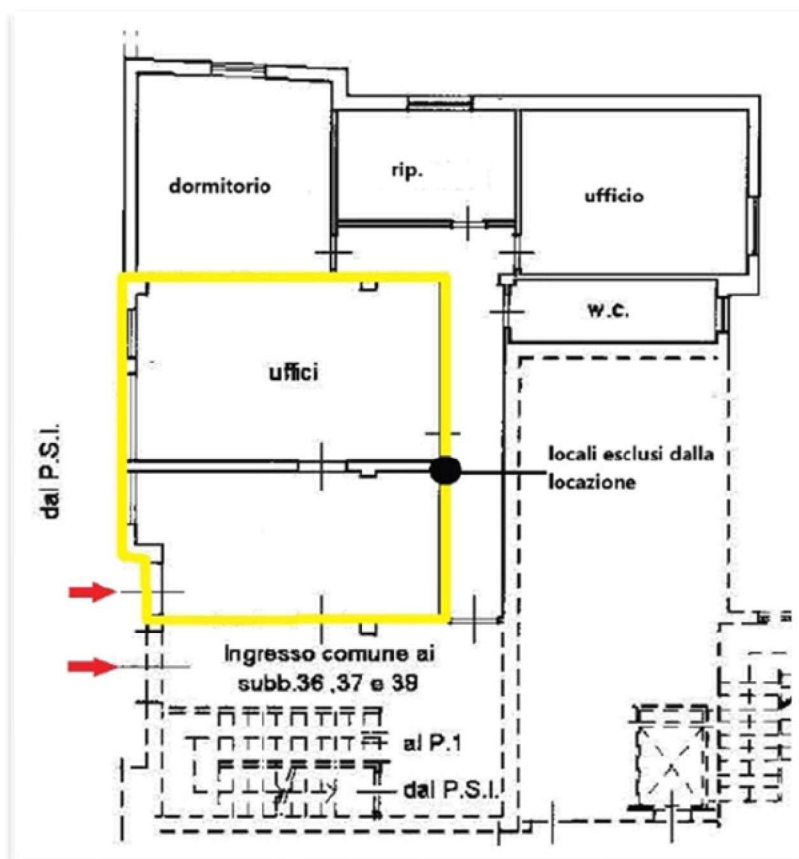 dormitorio
rip.
ufficio
w.c.
uffici
locali esclusi dalla
locazione
dal P.S.I.
Ingresso comune ai
subb.36 ,37 e 39
al P.1
dal P.S.I.